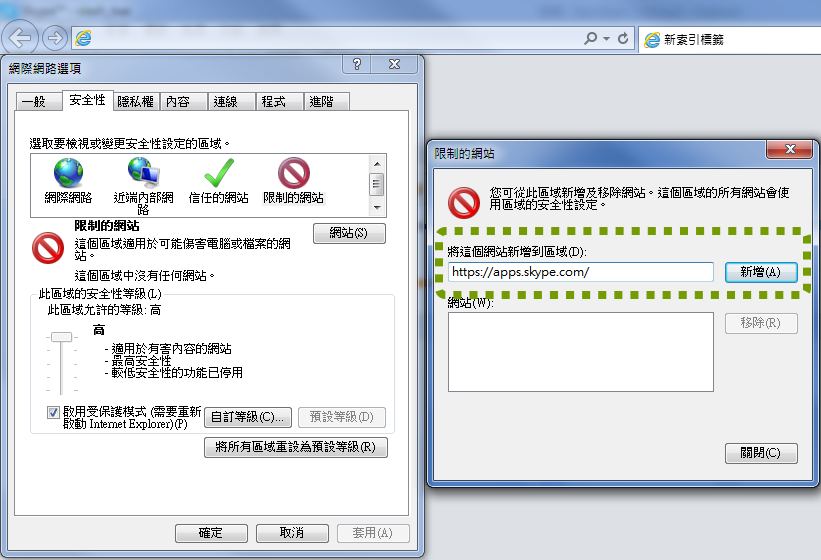 新索引標籤
網際網路選項
一般
安全性
隱私權
內容
連線
程式
進階
選取要檢視或變更安全性設定的區域。
網際網路
近端內部網
路
信任的網站
限制的網站
限制的網站
這個區域適用於可能傷害電腦或檔案的網
站。
網站(S)
這個區域中沒有任何網站。
此區域的安全性等級(L)
此區域允許的等級: 高
高
- 適用於有害內容的網站
- 最高安全性
- 較低安全性的功能已停用
啟用受保護模式 (需要重新
啟動 Internet Explorer)(P)
自訂等級(C)...
預設等級(D)
將所有區域重設為預設等級(R)
確定
取消
套用(A)
限制的網站
您可從此區域新增及移除網站。這個區域的所有網站會使
用區域的安全性設定。
將這個網站新增到區域(D):
https://apps.skype.com/
新增(A)
網站(W):
移除(R)
關閉(C)